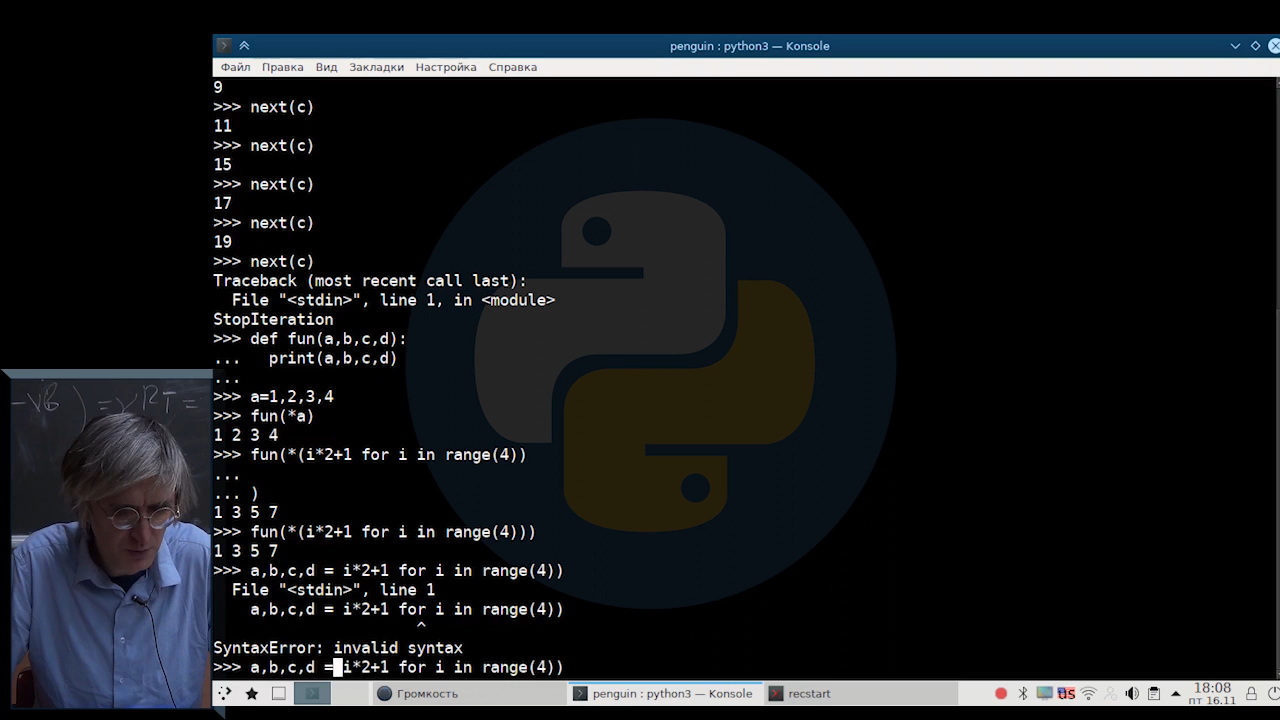 penguin : python3 — Konsole
Файл Правка Вид Закладки Настройка Справка
9
>>> next(c)
11
>>> next(c)
15
>>> next(c)
17
>>> next(c)
19
>>> next(c)
Traceback (most recent call last):
  File "<stdin>", line 1, in <module>
StopIteration
>>> def fun(a,b,c,d):
...   print(a,b,c,d)
...
>>> a=1,2,3,4
>>> fun(*a)
1 2 3 4
>>> fun(*(i*2+1 for i in range(4))
...
... )
1 3 5 7
>>> fun(*(i*2+1 for i in range(4)))
1 3 5 7
>>> a,b,c,d = i*2+1 for i in range(4))
  File "<stdin>", line 1
    a,b,c,d = i*2+1 for i in range(4))
                      ^
SyntaxError: invalid syntax
>>> a,b,c,d = i*2+1 for i in range(4))
Громкость
penguin : python3 — Konsole
recstart
us
18:08
пт 16.11